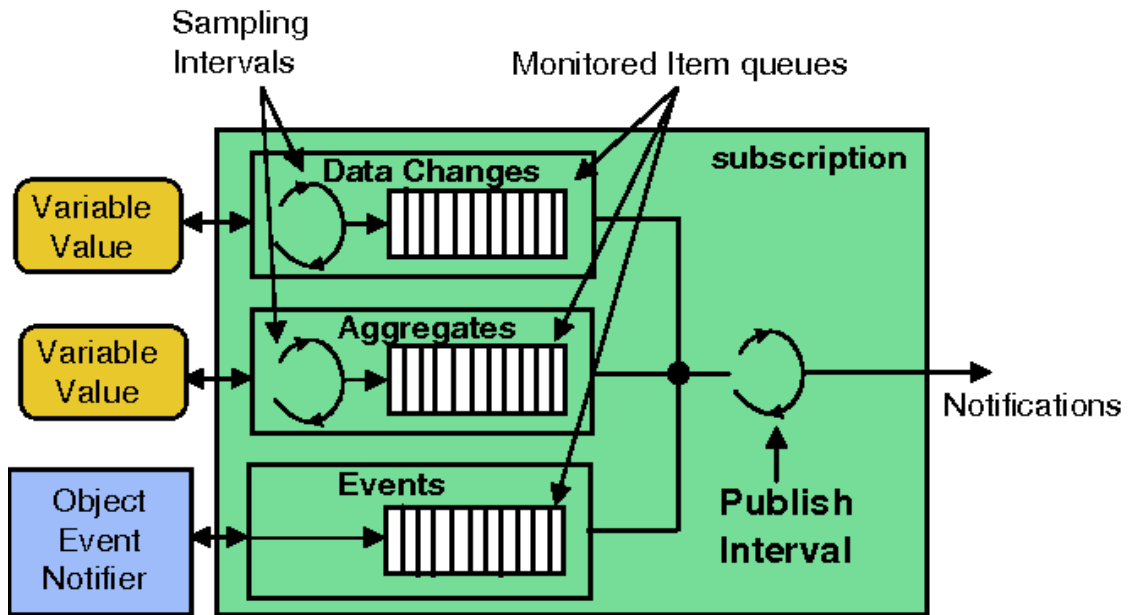 Sampling
Intervals
Monitored Item queues
subscription
Data Changes
Variable
Value
Aggregates
Variable
Value
Notifications
Events
Object
Event
Notifier
Publish
Interval